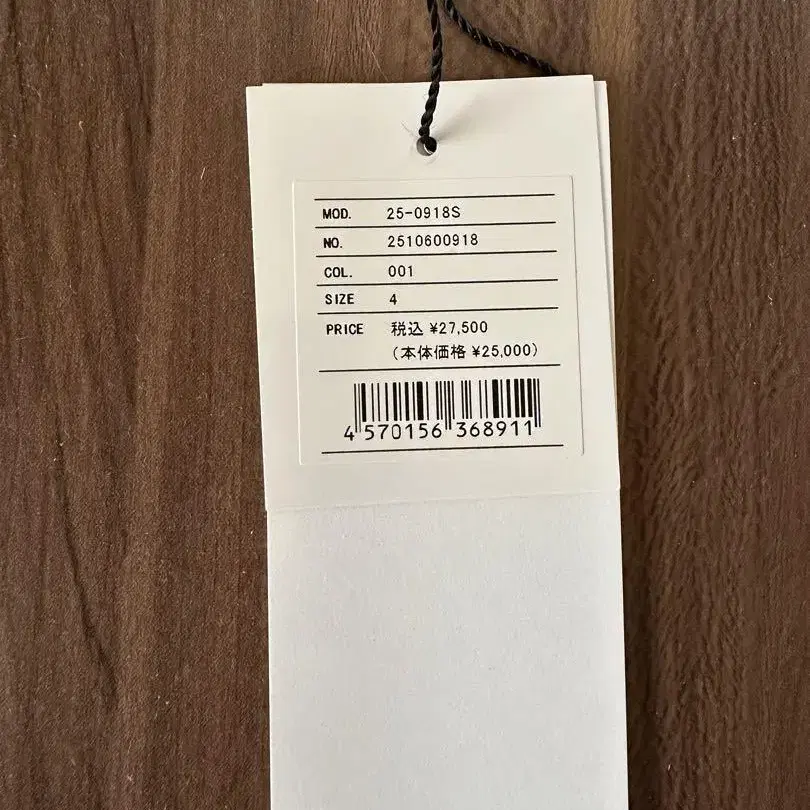 MOD. 25-0918S
NO. 2510600918
COL. 001
SIZE 4
PRICE 税込 ¥27,500
(本体価格 ¥25,000)
4 570156 368911